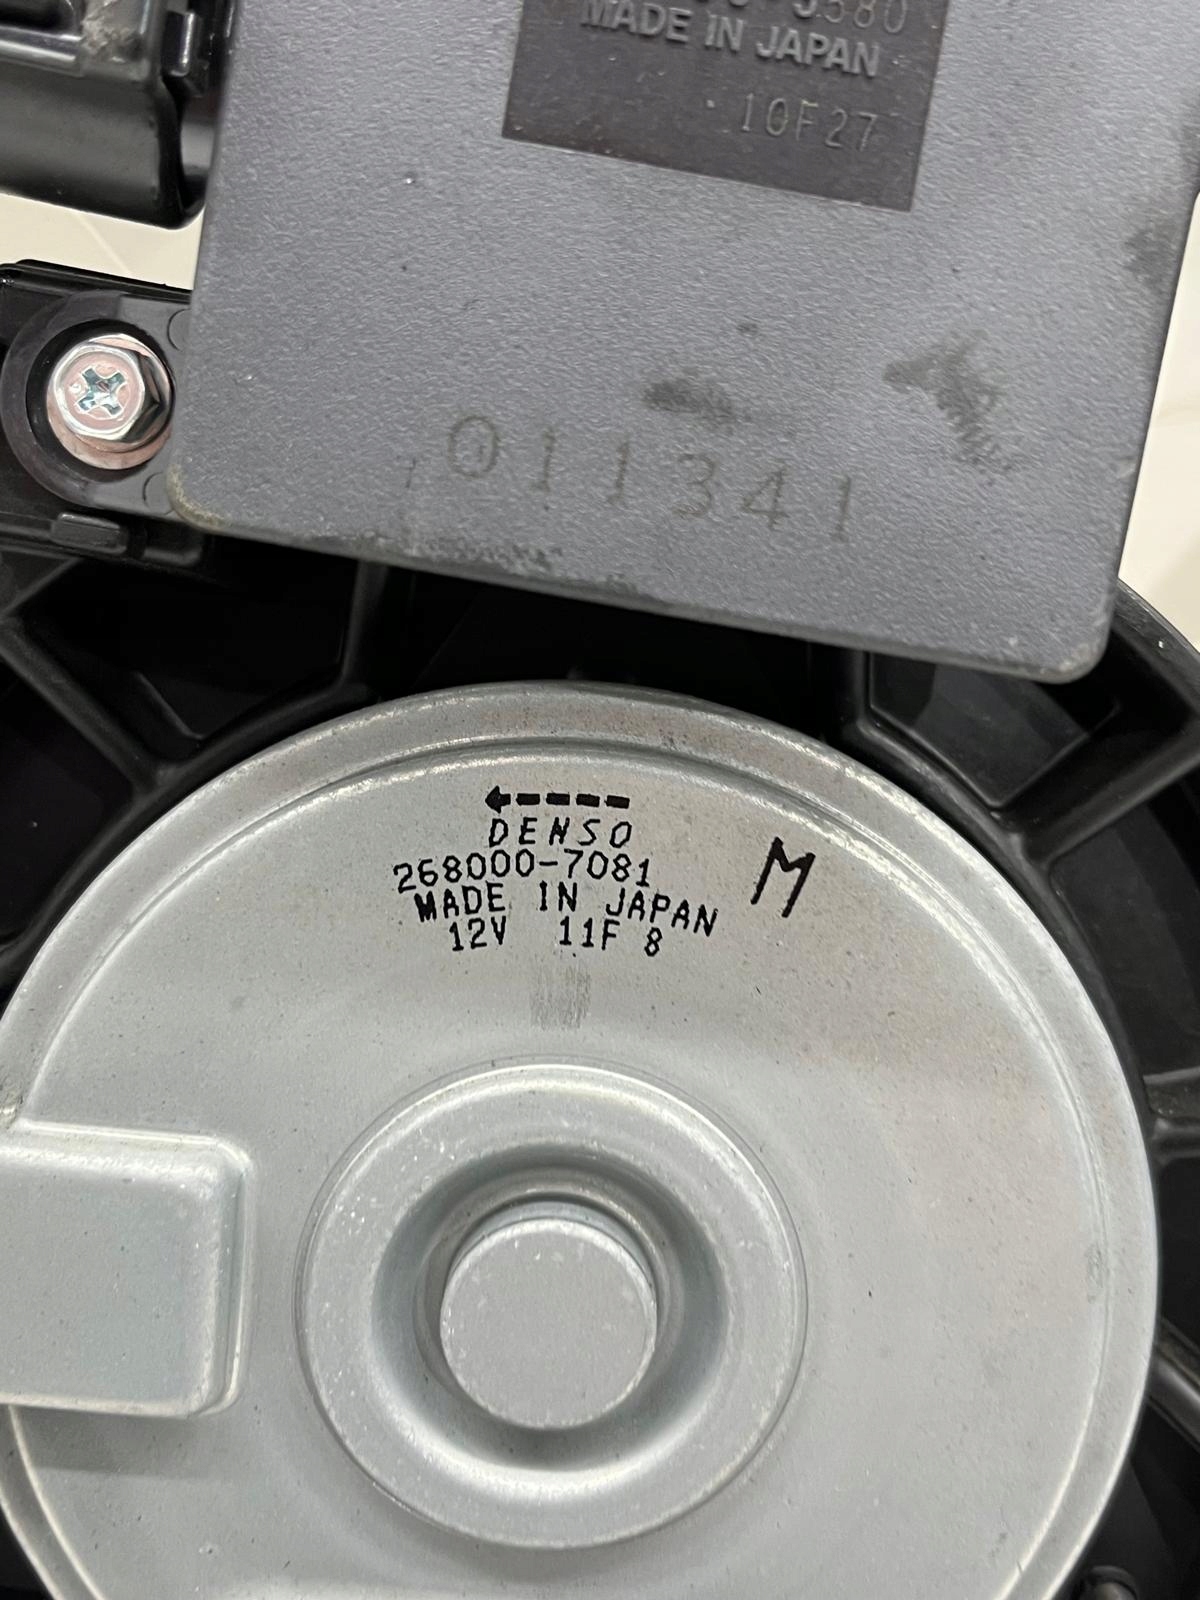 MADE IN JAPAN
10F27
011341
DENSO
268000-7081
M
MADE IN JAPAN
12V 11F 8